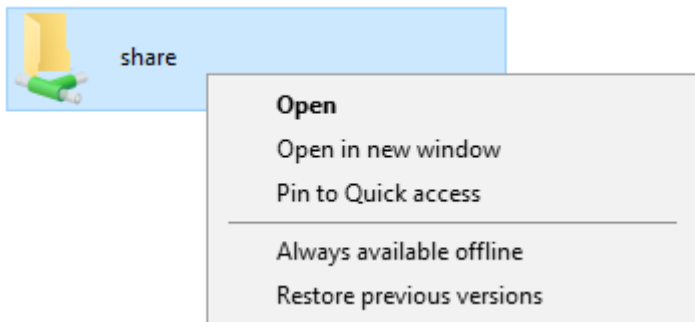 share
Open
Open in new window
Pin to Quick access
Always available offline
Restore previous versions